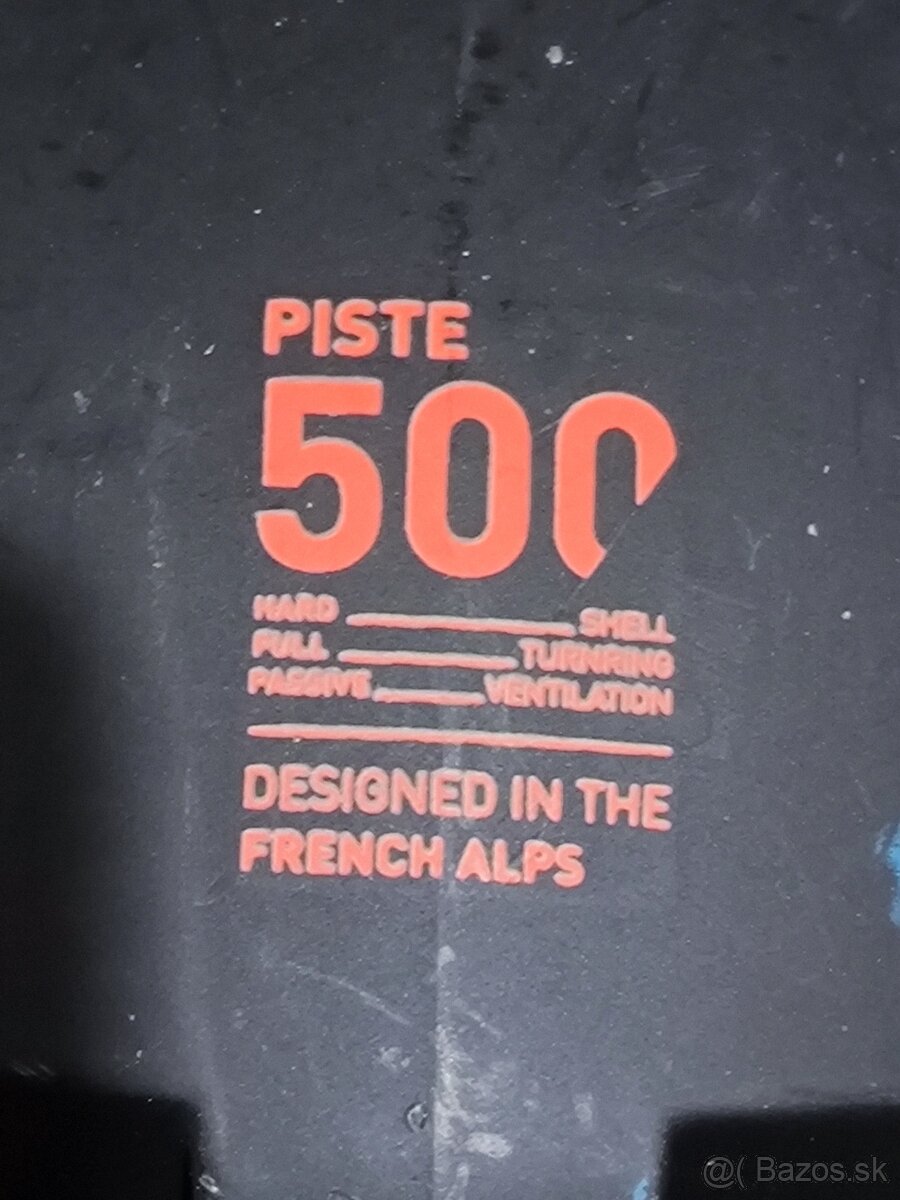 PISTE
500
HARD SHELL
FULL TURNRING
PASSIVE VENTILATION
DESIGNED IN THE
FRENCH ALPS
@( Bazos.sk